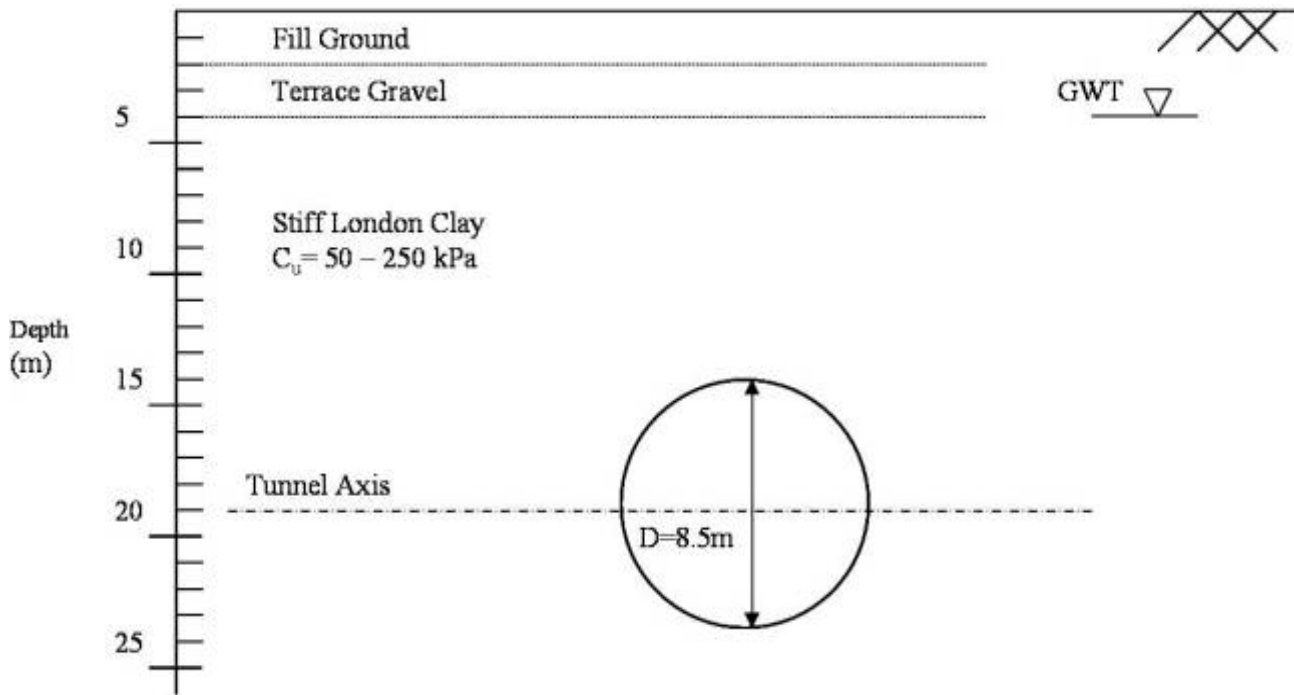 Fill Ground
Terrace Gravel
GWT
5
Stiff London Clay
Cᵤ= 50 – 250 kPa
10
Depth
(m)
15
Tunnel Axis
20
D=8.5m
25